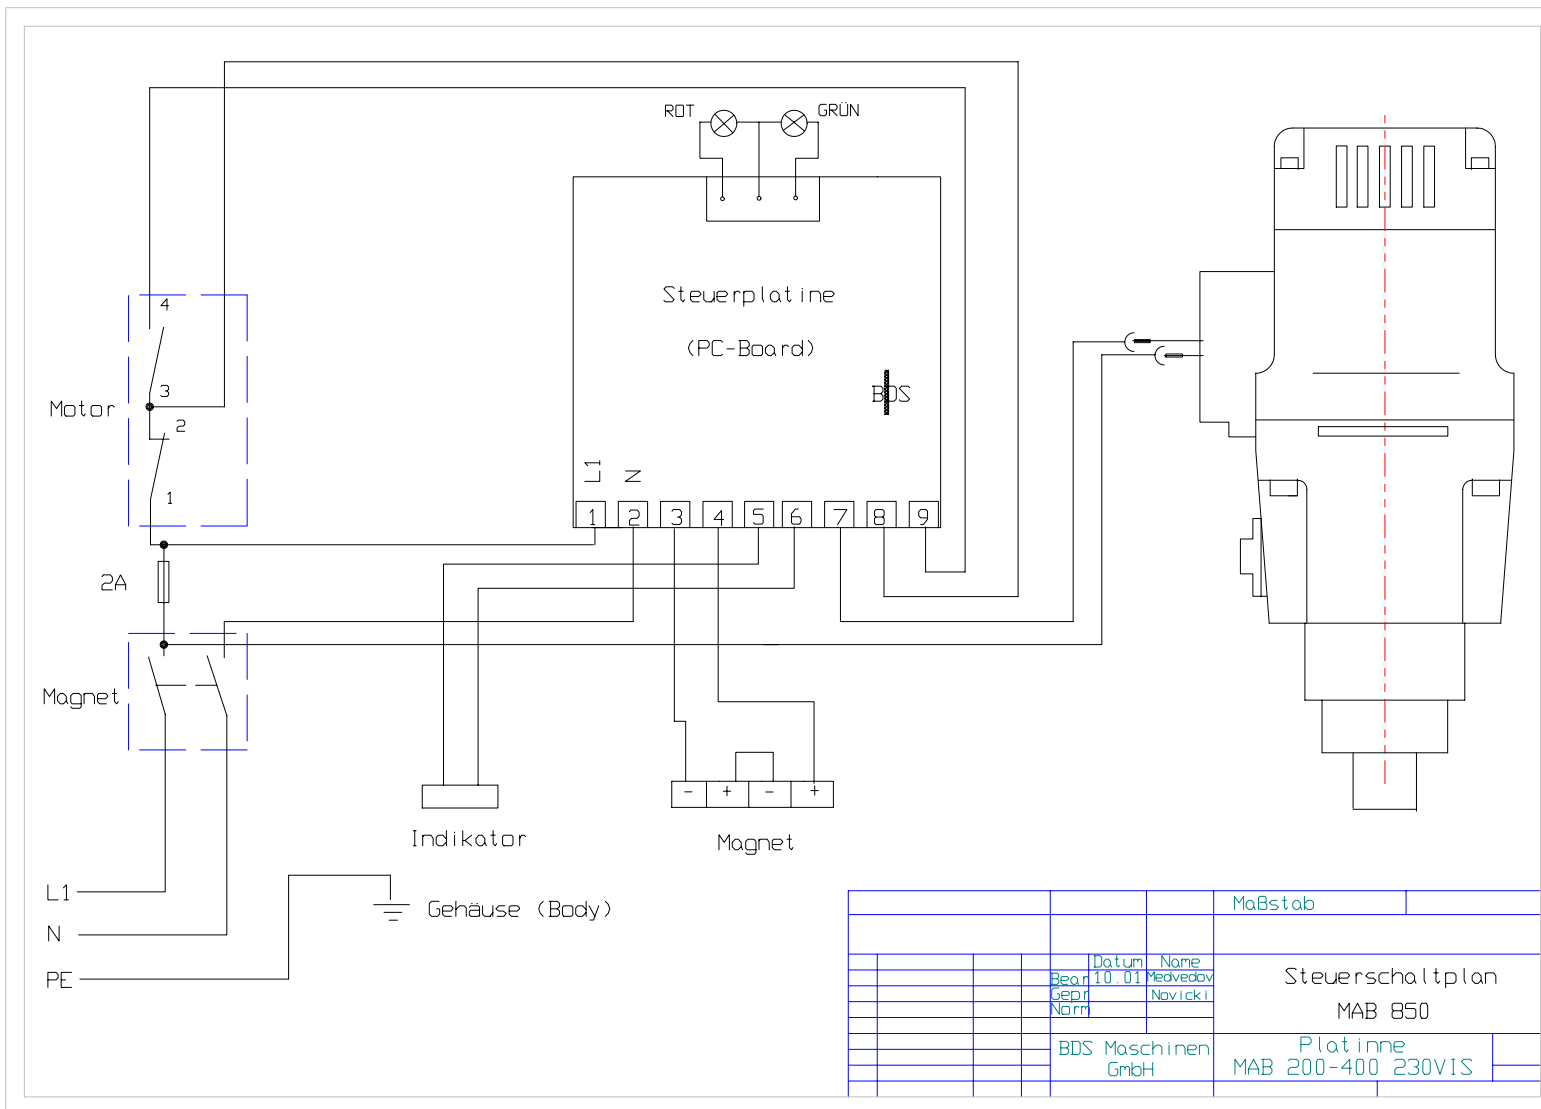 ROT
GRÜN
Steuerplatine
(PC-Board)
BDS
L1
N
1 2 3 4 5 6 7 8 9
4
3
Motor
2
1
2A
Magnet
- + - +
Indikator
Magnet
L1
Gehäuse (Body)
N
PE
Maßstab
Datum Name
Bear 10.01 Medvedov
Gepr Novicki
Norm
Steuerschaltplan
MAB 850
BDS Maschinen
GmbH
Platinne
MAB 200-400 230VIS